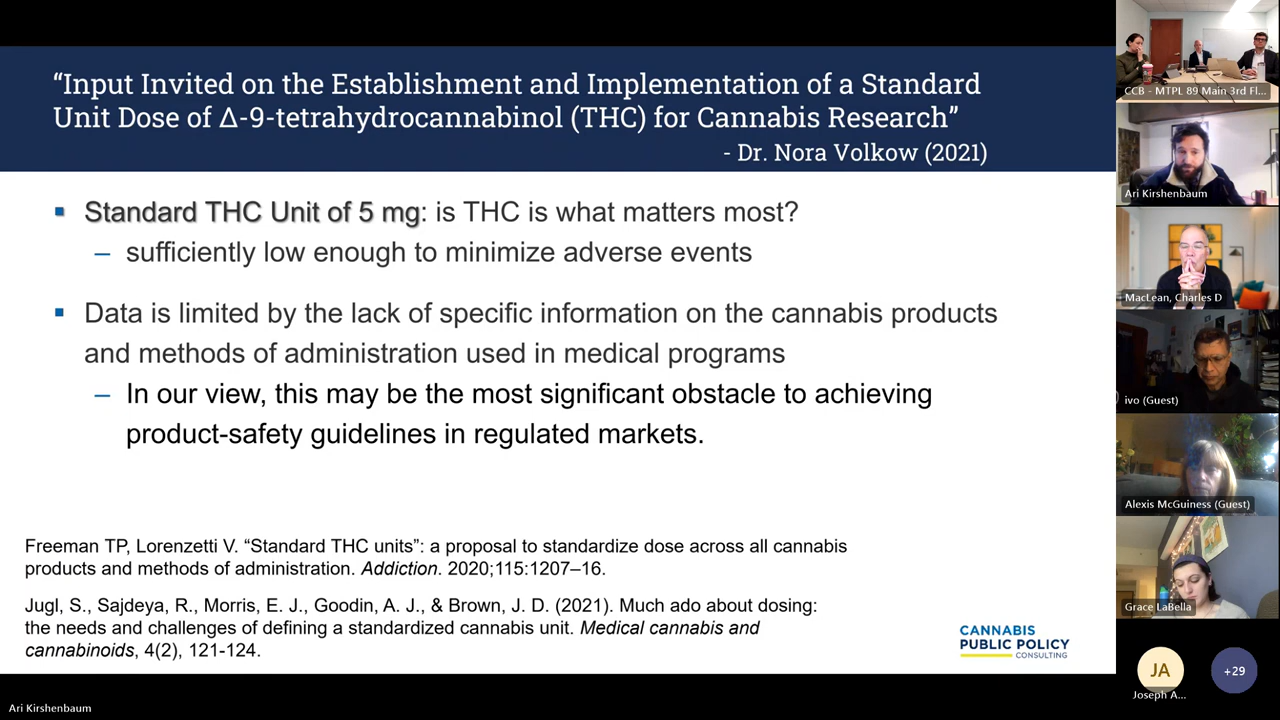 “Input Invited on the Establishment and Implementation of a Standard
Unit Dose of Δ-9-tetrahydrocannabinol (THC) for Cannabis Research”
- Dr. Nora Volkow (2021)
▪ Standard THC Unit of 5 mg: is THC is what matters most?
– sufficiently low enough to minimize adverse events
▪ Data is limited by the lack of specific information on the cannabis products
and methods of administration used in medical programs
– In our view, this may be the most significant obstacle to achieving
product-safety guidelines in regulated markets.
Freeman TP, Lorenzetti V. “Standard THC units”: a proposal to standardize dose across all cannabis
products and methods of administration. Addiction. 2020;115:1207–16.
Jugl, S., Sajdeya, R., Morris, E. J., Goodin, A. J., & Brown, J. D. (2021). Much ado about dosing:
the needs and challenges of defining a standardized cannabis unit. Medical cannabis and
cannabinoids, 4(2), 121-124.
CANNABIS
PUBLIC POLICY
CONSULTING
Ari Kirshenbaum
CCB - MTPL 89 Main 3rd Fl...
Ari Kirshenbaum
MacLean, Charles D
ivo (Guest)
Alexis McGuiness (Guest)
Grace LaBella
JA
Joseph A...
+29